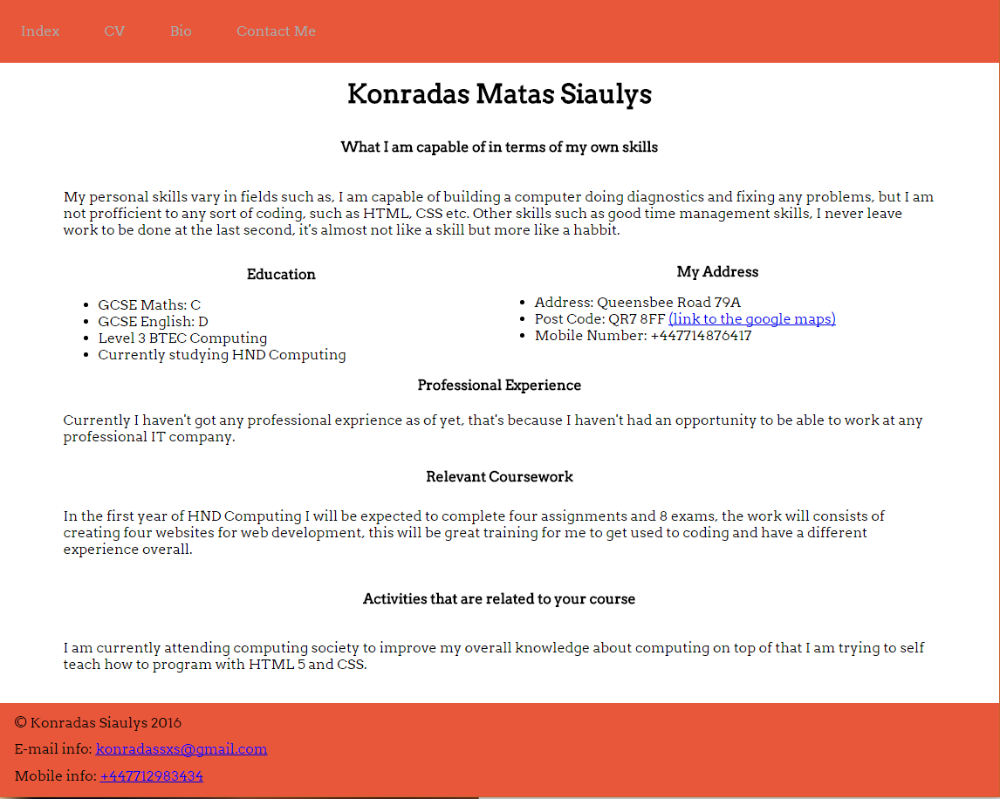 Index CV Bio Contact Me
Konradas Matas Siaulys
What I am capable of in terms of my own skills
My personal skills vary in fields such as, I am capable of building a computer doing diagnostics and fixing any problems, but I am
not profficient to any sort of coding, such as HTML, CSS etc. Other skills such as good time management skills, I never leave
work to be done at the last second, it's almost not like a skill but more like a habbit.
Education
GCSE Maths: C
GCSE English: D
Level 3 BTEC Computing
Currently studying HND Computing
My Address
Address: Queensbee Road 79A
Post Code: QR7 8FF (link to the google maps)
Mobile Number: +447714876417
Professional Experience
Currently I haven't got any professional exprience as of yet, that's because I haven't had an opportunity to be able to work at any
professional IT company.
Relevant Coursework
In the first year of HND Computing I will be expected to complete four assignments and 8 exams, the work will consists of
creating four websites for web development, this will be great training for me to get used to coding and have a different
experience overall.
Activities that are related to your course
I am currently attending computing society to improve my overall knowledge about computing on top of that I am trying to self
teach how to program with HTML 5 and CSS.
© Konradas Siaulys 2016
E-mail info: konradassxs@gmail.com
Mobile info: +447712983434